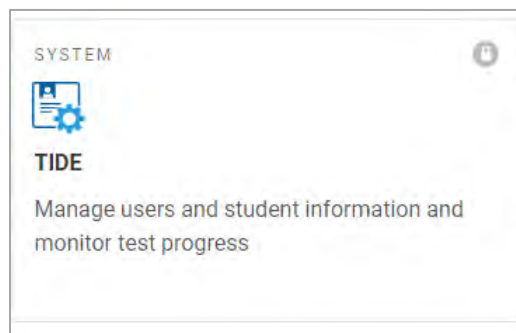 SYSTEM
TIDE
Manage users and student information and
monitor test progress